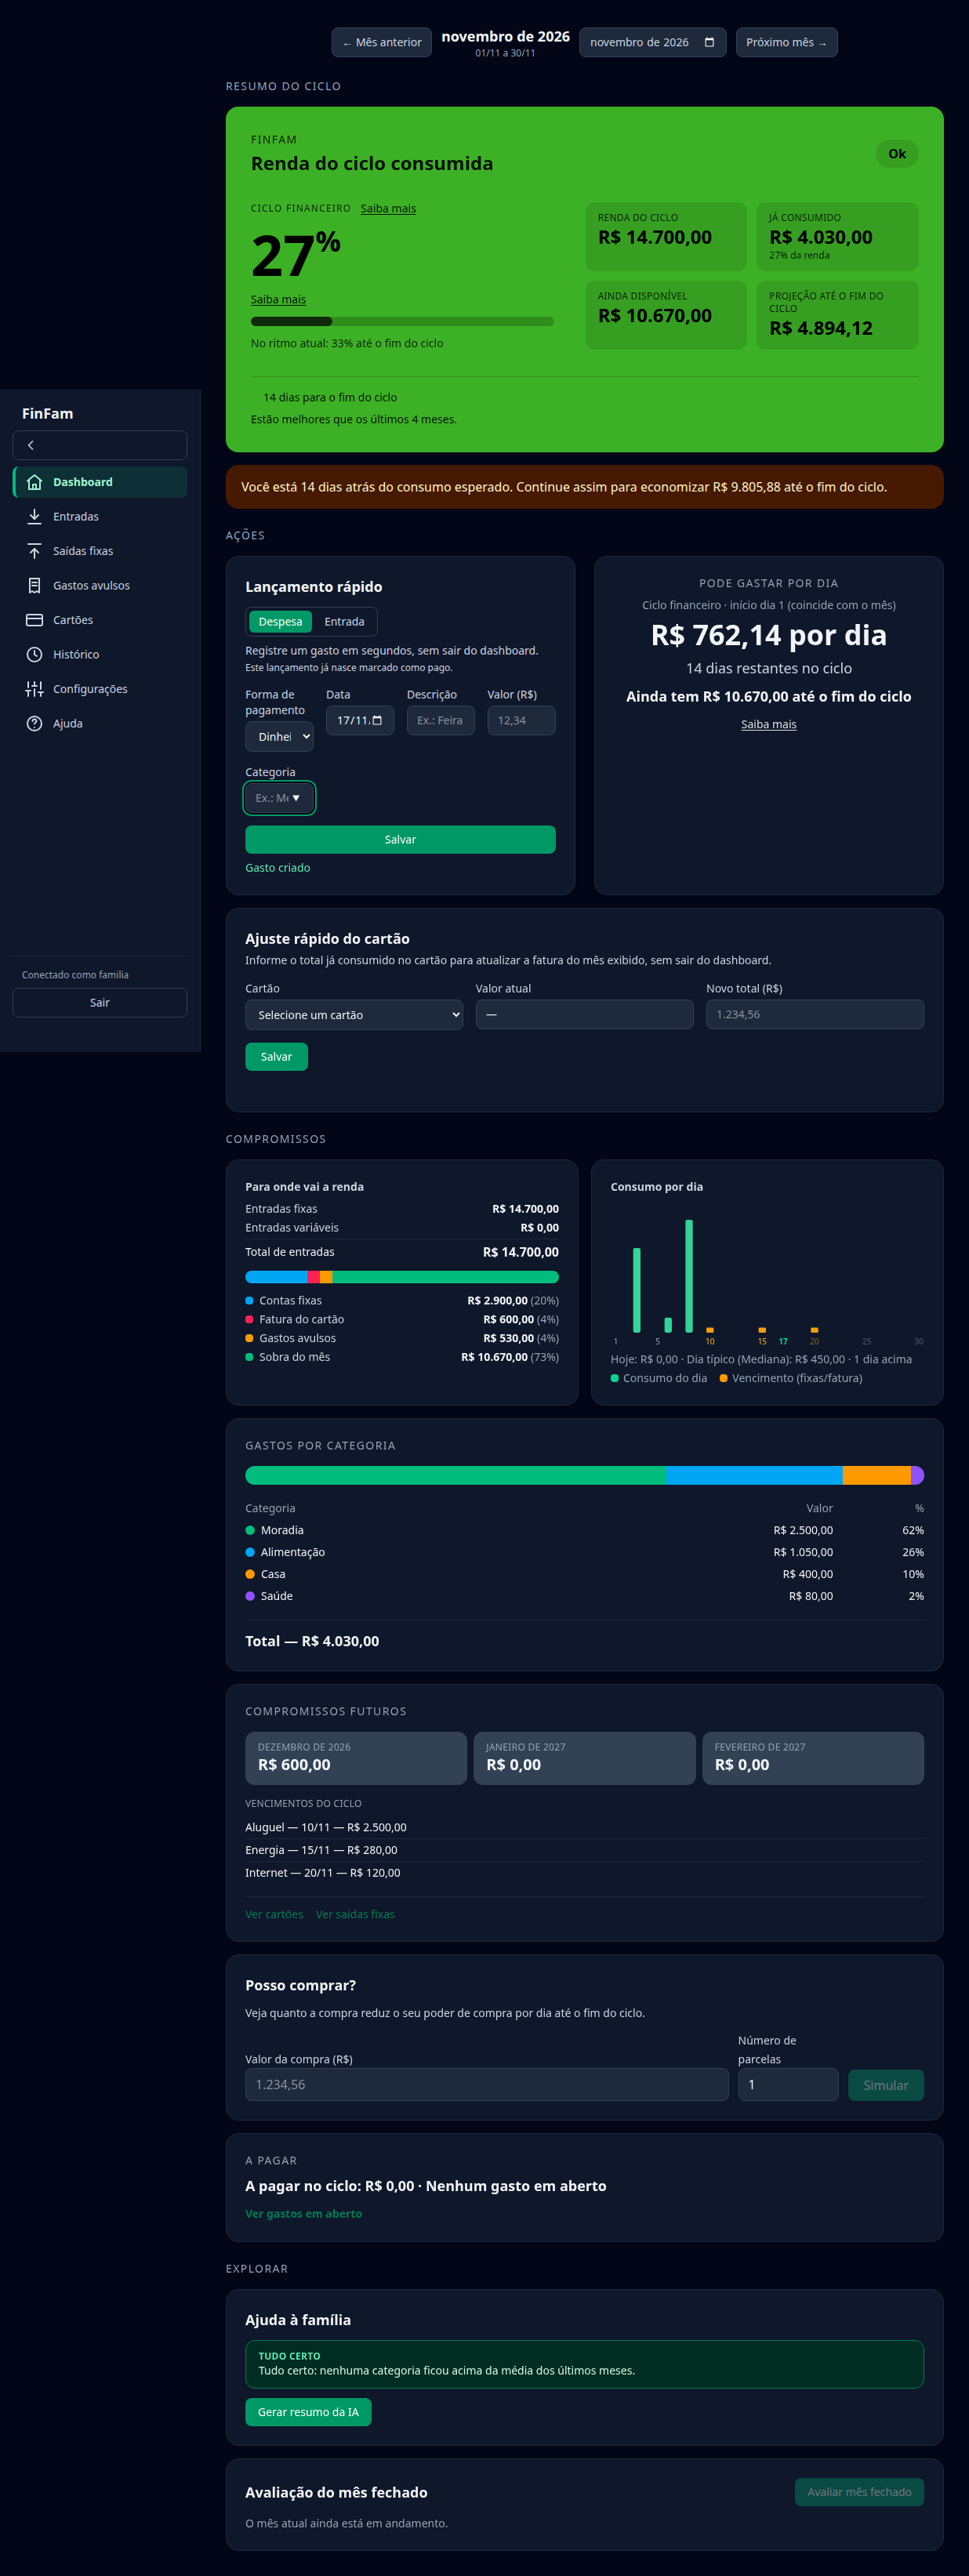 ← Mês anterior
novembro de 2026
01/11 a 30/11
novembro de 2026
Próximo mês →
RESUMO DO CICLO
FINFAM
Renda do ciclo consumida
Ok
CICLO FINANCEIRO Saiba mais
27%
Saiba mais
No ritmo atual: 33% até o fim do ciclo
RENDA DO CICLO
R$ 14.700,00
JÁ CONSUMIDO
R$ 4.030,00
27% da renda
AINDA DISPONÍVEL
R$ 10.670,00
PROJEÇÃO ATÉ O FIM DO
CICLO
R$ 4.894,12
14 dias para o fim do ciclo
Estão melhores que os últimos 4 meses.
FinFam
Dashboard
Entradas
Saídas fixas
Gastos avulsos
Cartões
Histórico
Configurações
Ajuda
Conectado como familia
Sair
Você está 14 dias atrás do consumo esperado. Continue assim para economizar R$ 9.805,88 até o fim do ciclo.
AÇÕES
Lançamento rápido
Despesa Entrada
Registre um gasto em segundos, sem sair do dashboard.
Este lançamento já nasce marcado como pago.
Forma de
pagamento
Dinhei
Data
17/11/
Descrição
Ex.: Feira
Valor (R$)
12,34
Categoria
Ex.: Me
Salvar
Gasto criado
PODE GASTAR POR DIA
Ciclo financeiro · início dia 1 (coincide com o mês)
R$ 762,14 por dia
14 dias restantes no ciclo
Ainda tem R$ 10.670,00 até o fim do ciclo
Saiba mais
Ajuste rápido do cartão
Informe o total já consumido no cartão para atualizar a fatura do mês exibido, sem sair do dashboard.
Cartão
Selecione um cartão
Valor atual
—
Novo total (R$)
1.234,56
Salvar
COMPROMISSOS
Para onde vai a renda
Entradas fixas R$ 14.700,00
Entradas variáveis R$ 0,00
Total de entradas R$ 14.700,00
Contas fixas R$ 2.900,00 (20%)
Fatura do cartão R$ 600,00 (4%)
Gastos avulsos R$ 530,00 (4%)
Sobra do mês R$ 10.670,00 (73%)
Consumo por dia
1 5 10 15 17 20 25 30
Hoje: R$ 0,00 · Dia típico (Mediana): R$ 450,00 · 1 dia acima
Consumo do dia Vencimento (fixas/fatura)
GASTOS POR CATEGORIA
Categoria Valor %
Moradia R$ 2.500,00 62%
Alimentação R$ 1.050,00 26%
Casa R$ 400,00 10%
Saúde R$ 80,00 2%
Total — R$ 4.030,00
COMPROMISSOS FUTUROS
DEZEMBRO DE 2026
R$ 600,00
JANEIRO DE 2027
R$ 0,00
FEVEREIRO DE 2027
R$ 0,00
VENCIMENTOS DO CICLO
Aluguel — 10/11 — R$ 2.500,00
Energia — 15/11 — R$ 280,00
Internet — 20/11 — R$ 120,00
Ver cartões Ver saídas fixas
Posso comprar?
Veja quanto a compra reduz o seu poder de compra por dia até o fim do ciclo.
Valor da compra (R$)
1.234,56
Número de
parcelas
1
Simular
A PAGAR
A pagar no ciclo: R$ 0,00 · Nenhum gasto em aberto
Ver gastos em aberto
EXPLORAR
Ajuda à família
TUDO CERTO
Tudo certo: nenhuma categoria ficou acima da média dos últimos meses.
Gerar resumo da IA
Avaliação do mês fechado
Avaliar mês fechado
O mês atual ainda está em andamento.